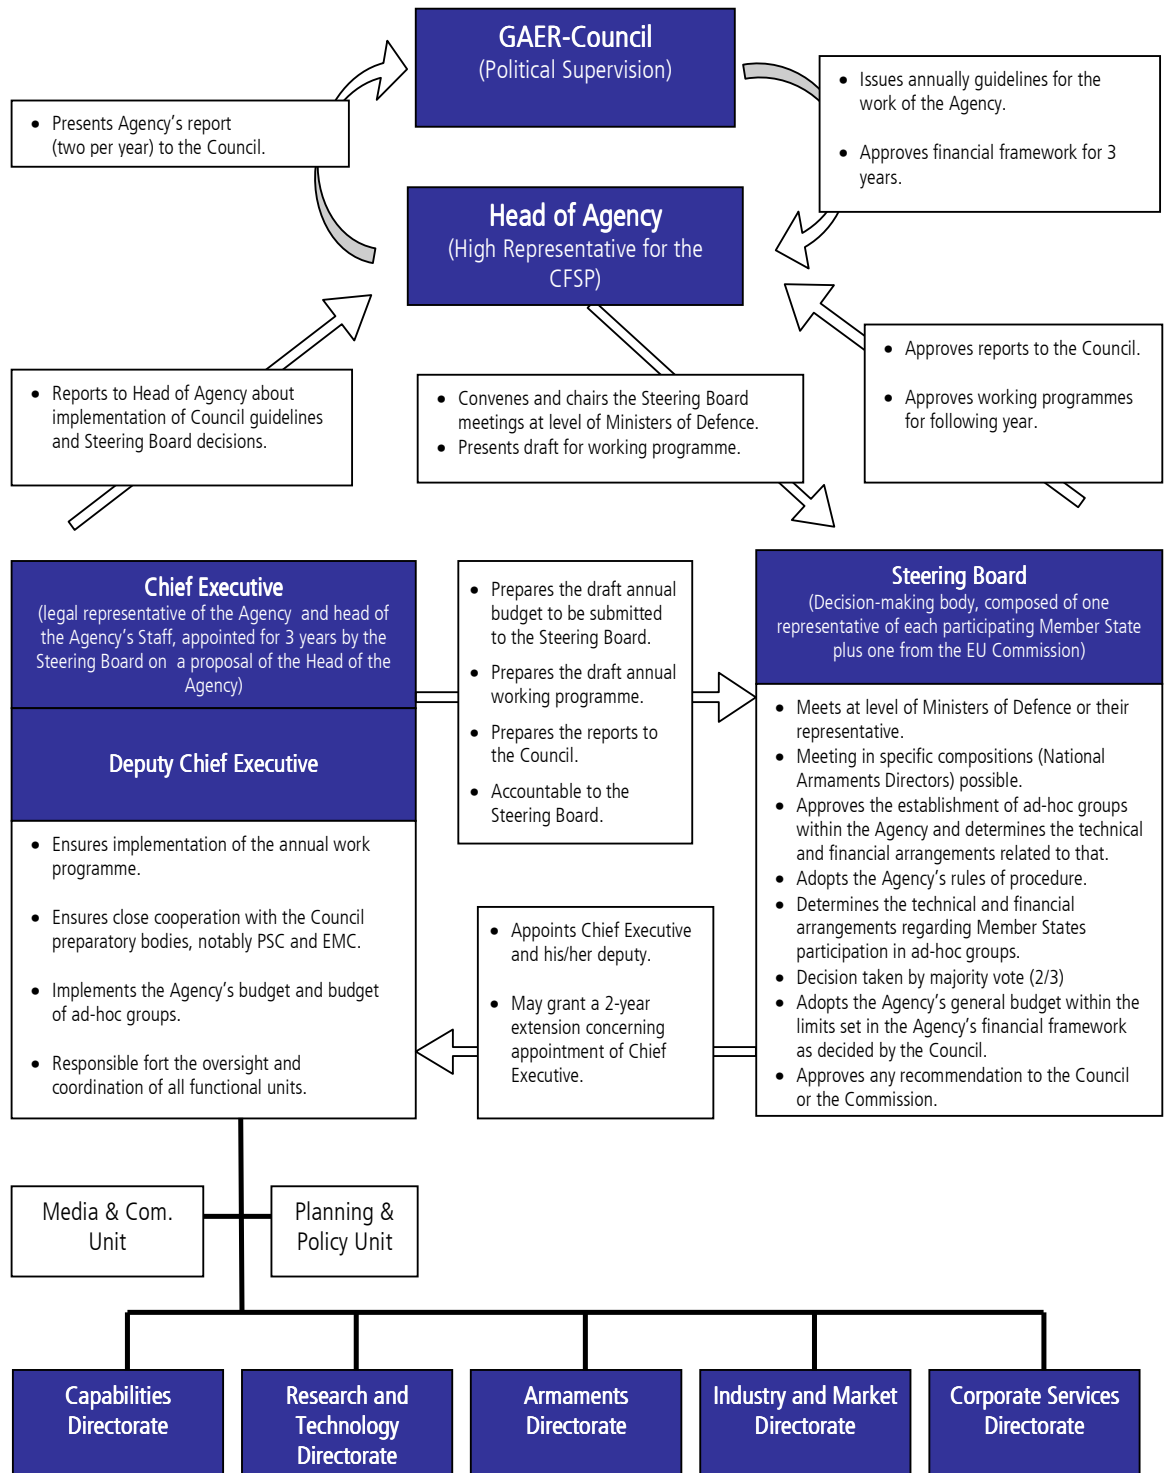 GAER-Council
(Political Supervision)
• Issues annually guidelines for the
work of the Agency.
• Approves financial framework for 3
years.
• Presents Agency's report
(two per year) to the Council.
Head of Agency
(High Representative for the
CFSP)
• Reports to Head of Agency about
implementation of Council guidelines
and Steering Board decisions.
• Convenes and chairs the Steering Board
meetings at level of Ministers of Defence.
• Presents draft for working programme.
• Approves reports to the Council.
• Approves working programmes
for following year.
Chief Executive
(legal representative of the Agency and head of
the Agency's Staff, appointed for 3 years by the
Steering Board on a proposal of the Head of the
Agency)
Deputy Chief Executive
• Ensures implementation of the annual work
programme.
• Ensures close cooperation with the Council
preparatory bodies, notably PSC and EMC.
• Implements the Agency's budget and budget
of ad-hoc groups.
• Responsible fort the oversight and
coordination of all functional units.
• Prepares the draft annual
budget to be submitted
to the Steering Board.
• Prepares the draft annual
working programme.
• Prepares the reports to
the Council.
• Accountable to the
Steering Board.
• Appoints Chief Executive
and his/her deputy.
• May grant a 2-year
extension concerning
appointment of Chief
Executive.
Steering Board
(Decision-making body, composed of one
representative of each participating Member State
plus one from the EU Commission)
• Meets at level of Ministers of Defence or their
representative.
• Meeting in specific compositions (National
Armaments Directors) possible.
• Approves the establishment of ad-hoc groups
within the Agency and determines the technical
and financial arrangements related to that.
• Adopts the Agency's rules of procedure.
• Determines the technical and financial
arrangements regarding Member States
participation in ad-hoc groups.
• Decision taken by majority vote (2/3)
• Adopts the Agency's general budget within the
limits set in the Agency's financial framework
as decided by the Council.
• Approves any recommendation to the Council
or the Commission.
Media & Com.
Unit
Planning &
Policy Unit
Capabilities
Directorate
Research and
Technology
Directorate
Armaments
Directorate
Industry and Market
Directorate
Corporate Services
Directorate